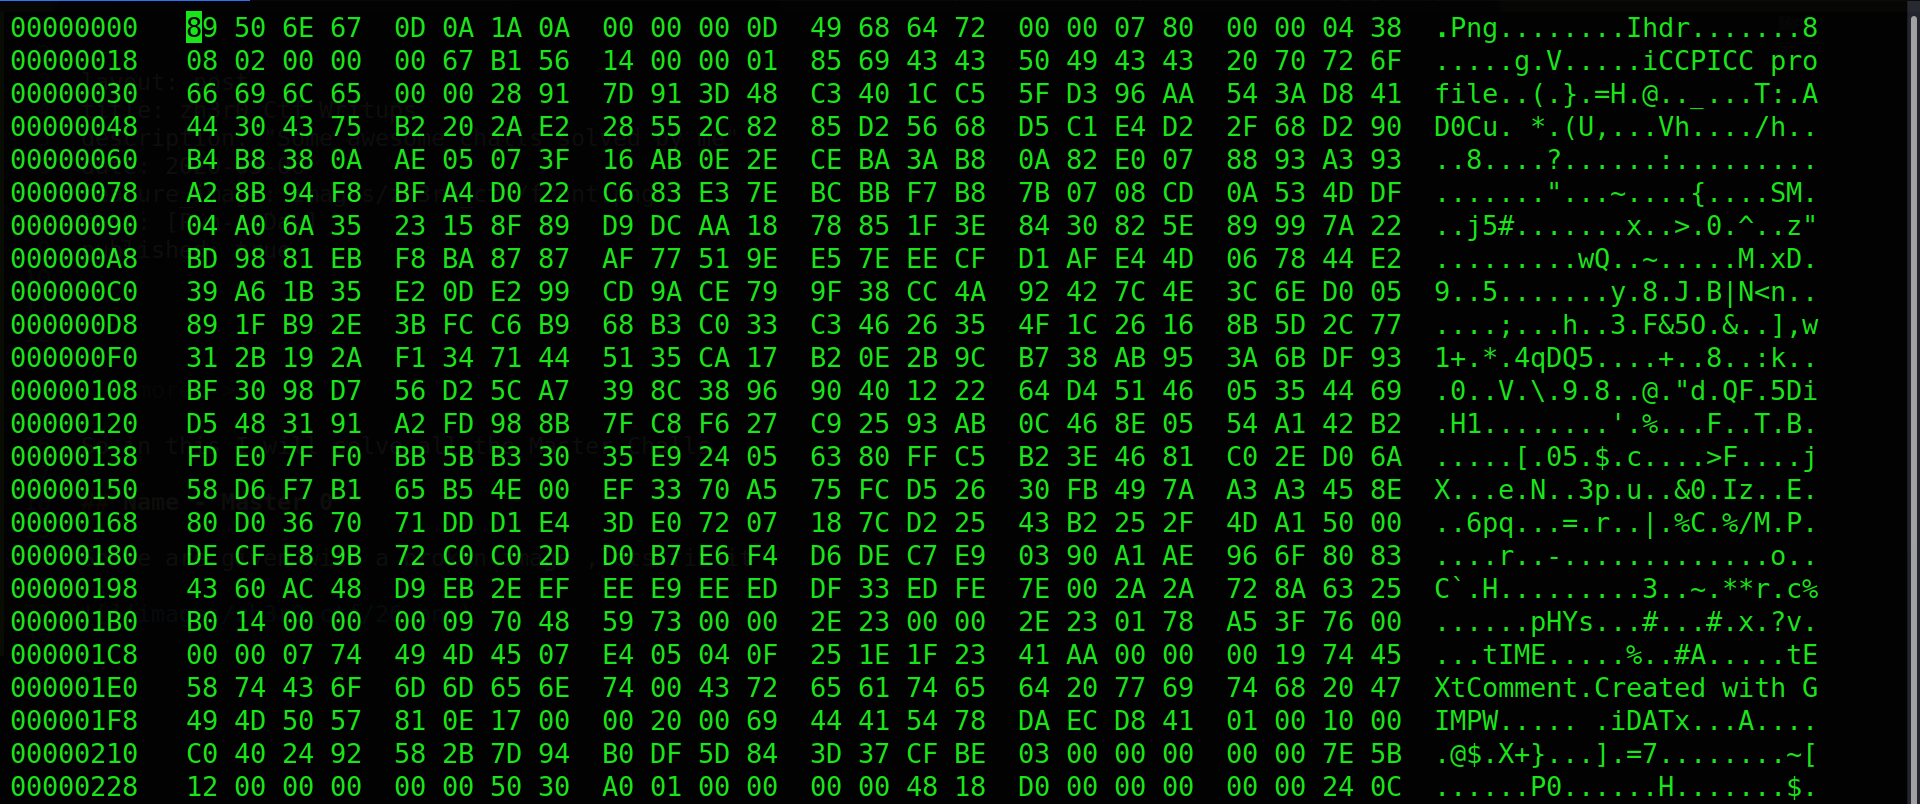 00000000 89 50 6E 67 0D 0A 1A 0A 00 00 00 0D 49 68 64 72 00 00 07 80 00 00 04 38 .Png........Ihdr.......8
00000018 08 02 00 00 00 67 B1 56 14 00 00 01 85 69 43 43 50 49 43 43 20 70 72 6F .....g.V.....iCCPICC pro
00000030 66 69 6C 65 00 00 28 91 7D 91 3D 48 C3 40 1C C5 5F D3 96 AA 54 3A D8 41 file..(.}.=H.@.._...T:.A
00000048 44 30 43 75 B2 20 2A E2 28 55 2C 82 85 D2 56 68 D5 C1 E4 D2 2F 68 D2 90 D0Cu. *.(U,...Vh..../h..
00000060 B4 B8 38 0A AE 05 07 3F 16 AB 0E 2E CE BA 3A B8 0A 82 E0 07 88 93 A3 93 ..8....?......:.........
00000078 A2 8B 94 F8 BF A4 D0 22 C6 83 E3 7E BC BB F7 B8 7B 07 08 CD 0A 53 4D DF ......."...~....{....SM.
00000090 04 A0 6A 35 23 15 8F 89 D9 DC AA 18 78 85 1F 3E 84 30 82 5E 89 99 7A 22 ..j5#.......x..>.0.^..z"
000000A8 BD 98 81 EB F8 BA 87 87 AF 77 51 9E E5 7E EE CF D1 AF E4 4D 06 78 44 E2 .........wQ..~.....M.xD.
000000C0 39 A6 1B 35 E2 0D E2 99 CD 9A CE 79 9F 38 CC 4A 92 42 7C 4E 3C 6E D0 05 9..5.......y.8.J.B|N<n..
000000D8 89 1F B9 2E 3B FC C6 B9 68 B3 C0 33 C3 46 26 35 4F 1C 26 16 8B 5D 2C 77 ....;...h..3.F&5O.&..],w
000000F0 31 2B 19 2A F1 34 71 44 51 35 CA 17 B2 0E 2B 9C B7 38 AB 95 3A 6B DF 93 1+.*.4qDQ5....+..8..:k..
00000108 BF 30 98 D7 56 D2 5C A7 39 8C 38 96 90 40 12 22 64 D4 51 46 05 35 44 69 .0..V.\.9.8..@."d.QF.5Di
00000120 D5 48 31 91 A2 FD 98 8B 7F C8 F6 27 C9 25 93 AB 0C 46 8E 05 54 A1 42 B2 .H1........'.%...F..T.B.
00000138 FD E0 7F F0 BB 5B B3 30 35 E9 24 05 63 80 FF C5 B2 3E 46 81 C0 2E D0 6A .....[.05.$.c....>F....j
00000150 58 D6 F7 B1 65 B5 4E 00 EF 33 70 A5 75 FC D5 26 30 FB 49 7A A3 A3 45 8E X...e.N..3p.u..&0.Iz..E.
00000168 80 D0 36 70 71 DD D1 E4 3D E0 72 07 18 7C D2 25 43 B2 25 2F 4D A1 50 00 ..6pq...=.r..|.%C.%/M.P.
00000180 DE CF E8 9B 72 C0 C0 2D D0 B7 E6 F4 D6 DE C7 E9 03 90 A1 AE 96 6F 80 83 ....r..-.............o..
00000198 43 60 AC 48 D9 EB 2E EF EE E9 EE ED DF 33 ED FE 7E 00 2A 2A 72 8A 63 25 C`.H.........3..~.**r.c%
000001B0 B0 14 00 00 00 09 70 48 59 73 00 00 2E 23 00 00 2E 23 01 78 A5 3F 76 00 ......pHYs...#...#.x.?v.
000001C8 00 00 07 74 49 4D 45 07 E4 05 04 0F 25 1E 1F 23 41 AA 00 00 00 19 74 45 ...tIME.....%..#A.....tE
000001E0 58 74 43 6F 6D 6D 65 6E 74 00 43 72 65 61 74 65 64 20 77 69 74 68 20 47 XtComment.Created with G
000001F8 49 4D 50 57 81 0E 17 00 00 20 00 69 44 41 54 78 DA EC D8 41 01 00 10 00 IMPW..... .iDATx...A....
00000210 C0 40 24 92 58 2B 7D 94 B0 DF 5D 84 3D 37 CF BE 03 00 00 00 00 00 7E 5B .@$.X+}...].=7........~[
00000228 12 00 00 00 00 00 50 30 A0 01 00 00 00 00 48 18 D0 00 00 00 00 00 24 0C ......P0......H.......$.